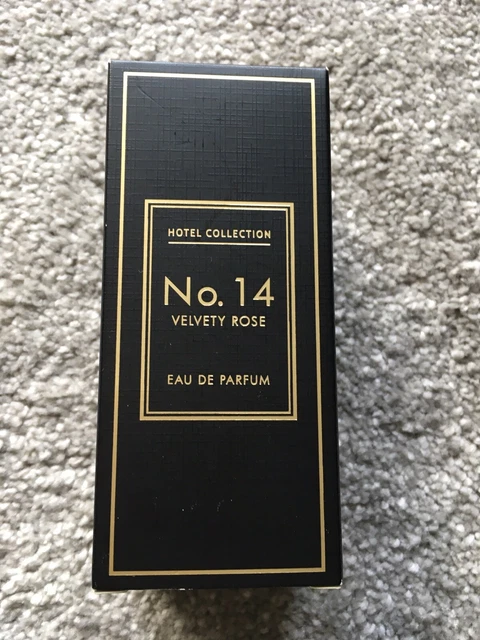 HOTEL COLLECTION
No. 14
VELVETY ROSE
EAU DE PARFUM